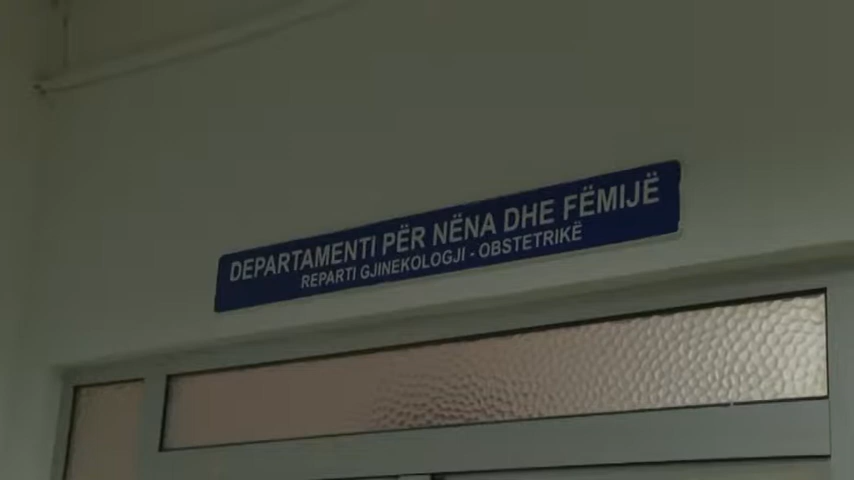 DEPARTAMENTI PËR NËNA DHE FËMIJË
REPARTI GJINEKOLOGJI - OBSTETRIKË